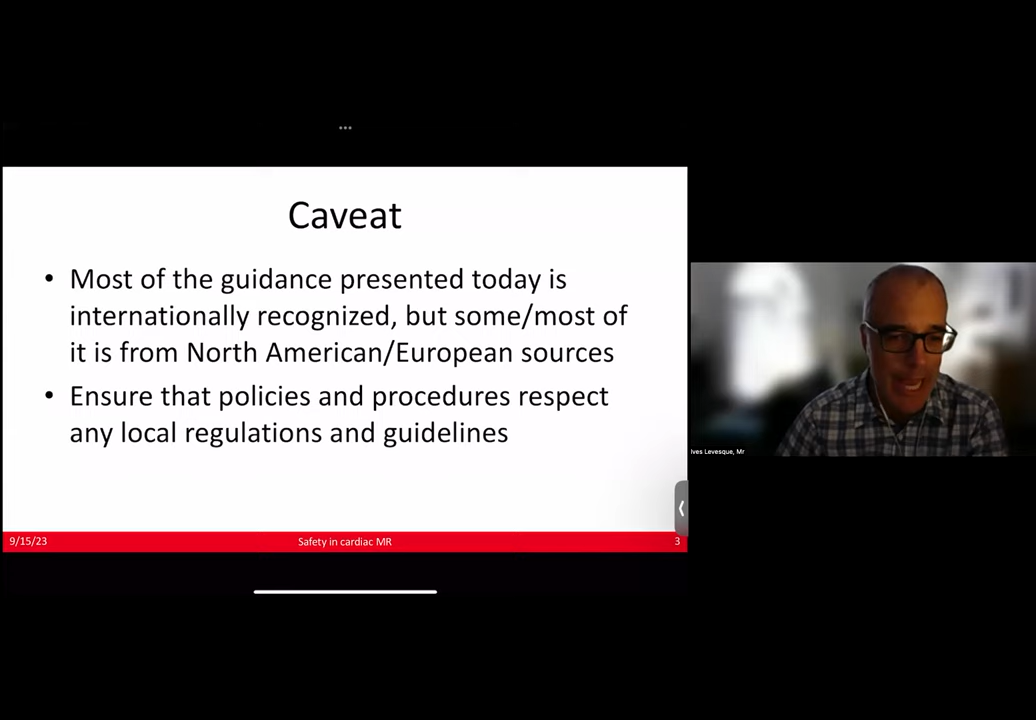 Caveat
• Most of the guidance presented today is
internationally recognized, but some/most of
it is from North American/European sources
• Ensure that policies and procedures respect
any local regulations and guidelines
9/15/23
Safety in cardiac MR
3
Ives Levesque, Mr